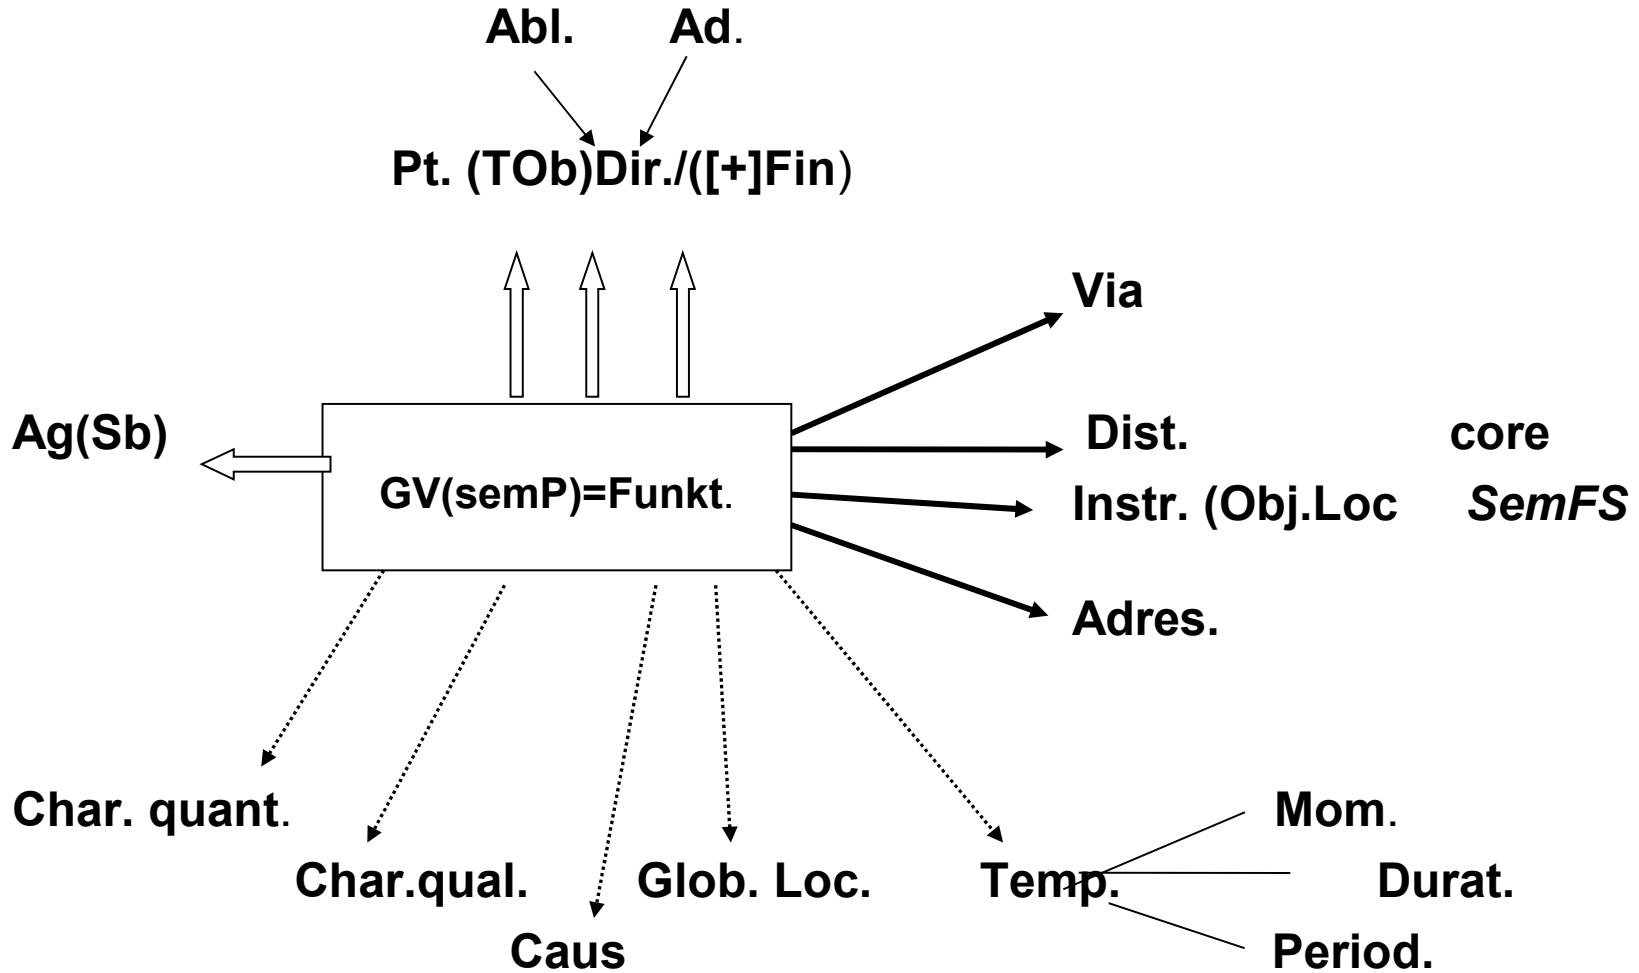 Abl. Ad.
Pt. (TOb)Dir./([+]Fin)
Via
Ag(Sb) Dist. core
GV(semP)=Funkt. Instr. (Obj.Loc SemFS
Adres.
Char. quant. Mom.
Char.qual. Glob. Loc. Temp. Durat.
Caus Period.